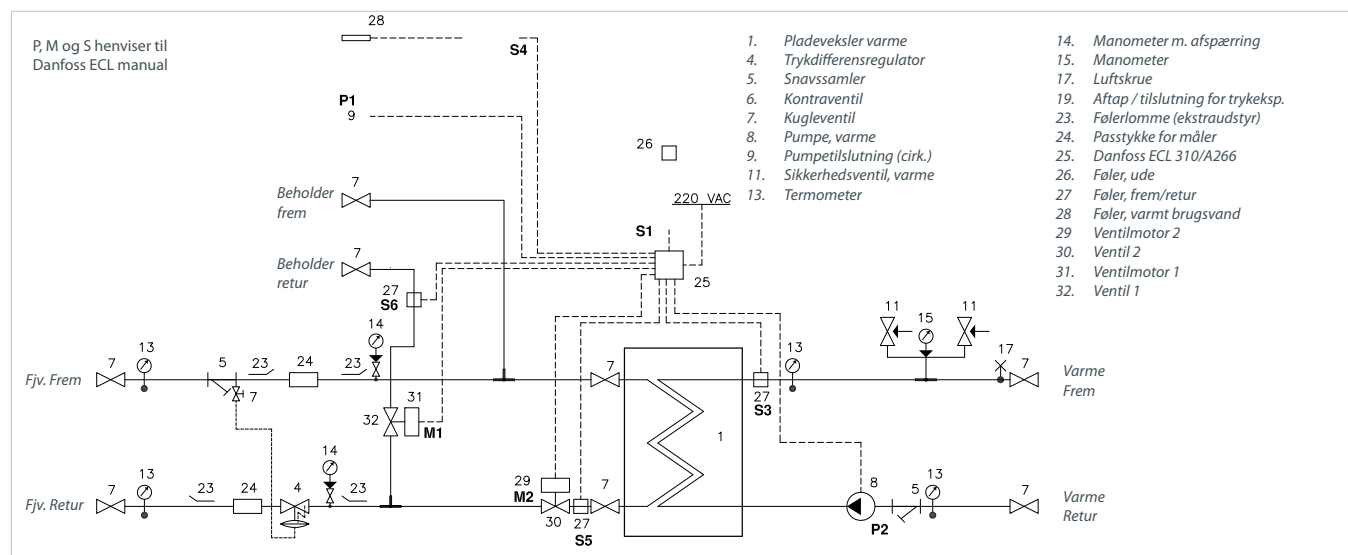 P, M og S henviser til
Danfoss ECL manual
28
S4
P1
9
26
220 VAC
S1
25
Beholder
frem
7
Beholder
retur
7
27
S6
1. Pladeveksler varme
4. Trykdifferensregulator
5. Snavssamler
6. Kontraventil
7. Kugleventil
8. Pumpe, varme
9. Pumpetilslutning (cirk.)
11. Sikkerhedsventil, varme
13. Termometer
14. Manometer m. afspærring
15. Manometer
17. Luftskrue
19. Aftap / tilslutning for trykeksp.
23. Følerlomme (ekstraudstyr)
24. Passtykke for måler
25. Danfoss ECL 310/A266
26. Føler, ude
27 Føler, frem/retur
28 Føler, varmt brugsvand
29 Ventilmotor 2
30. Ventil 2
31. Ventilmotor 1
32. Ventil 1
14
11
15
11
Fjv. Frem
7
13
5
23
24
23
7
13
17
7
Varme
Frem
7
31
32
M1
27
S3
1
14
29
M2
Fjv. Retur
7
13
23
24
4
23
30
27
S5
7
8
P2
5
13
7
Varme
Retur